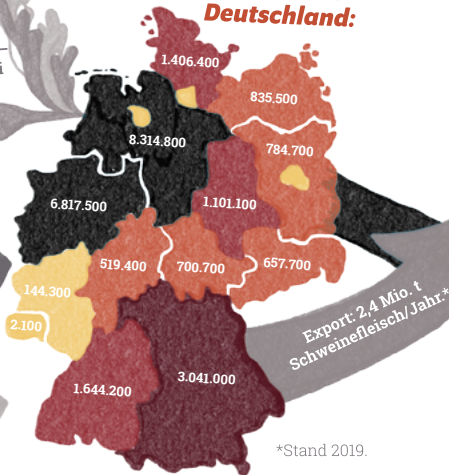 Deutschland:
i
1.406.400
835.500
8.314.800
784.700
6.817.500
1.101.100
519.400
700.700
657.700
144.300
2.100
Export: 2,4 Mio. t
Schweinefleisch/Jahr.*
1.644.200
3.041.000
*Stand 2019.